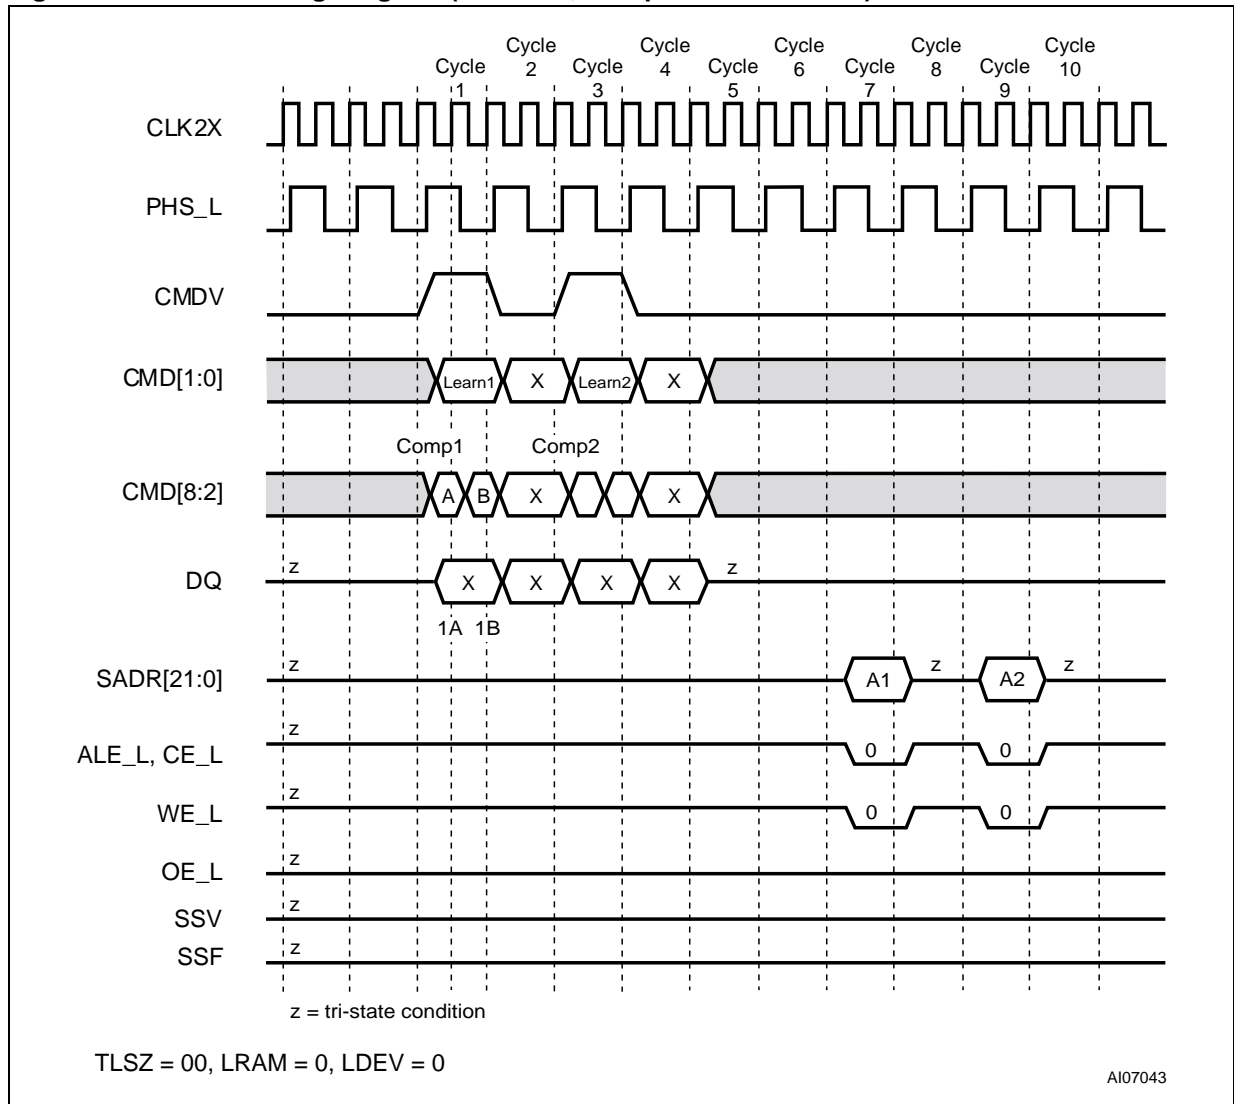 Cycle Cycle Cycle Cycle Cycle
Cycle 2 Cycle 4 Cycle 6 Cycle 8 Cycle 10
1 3 5 7 9
CLK2X
PHS_L
CMDV
CMD[1:0] Learn1 X Learn2 X
Comp1 Comp2
CMD[8:2] A B X X
DQ z X X X X z
1A 1B
SADR[21:0] z A1 z A2 z
ALE_L, CE_L z 0 0
WE_L z 0 0
OE_L z
SSV z
SSF z
z = tri-state condition
TLSZ = 00, LRAM = 0, LDEV = 0
AI07043